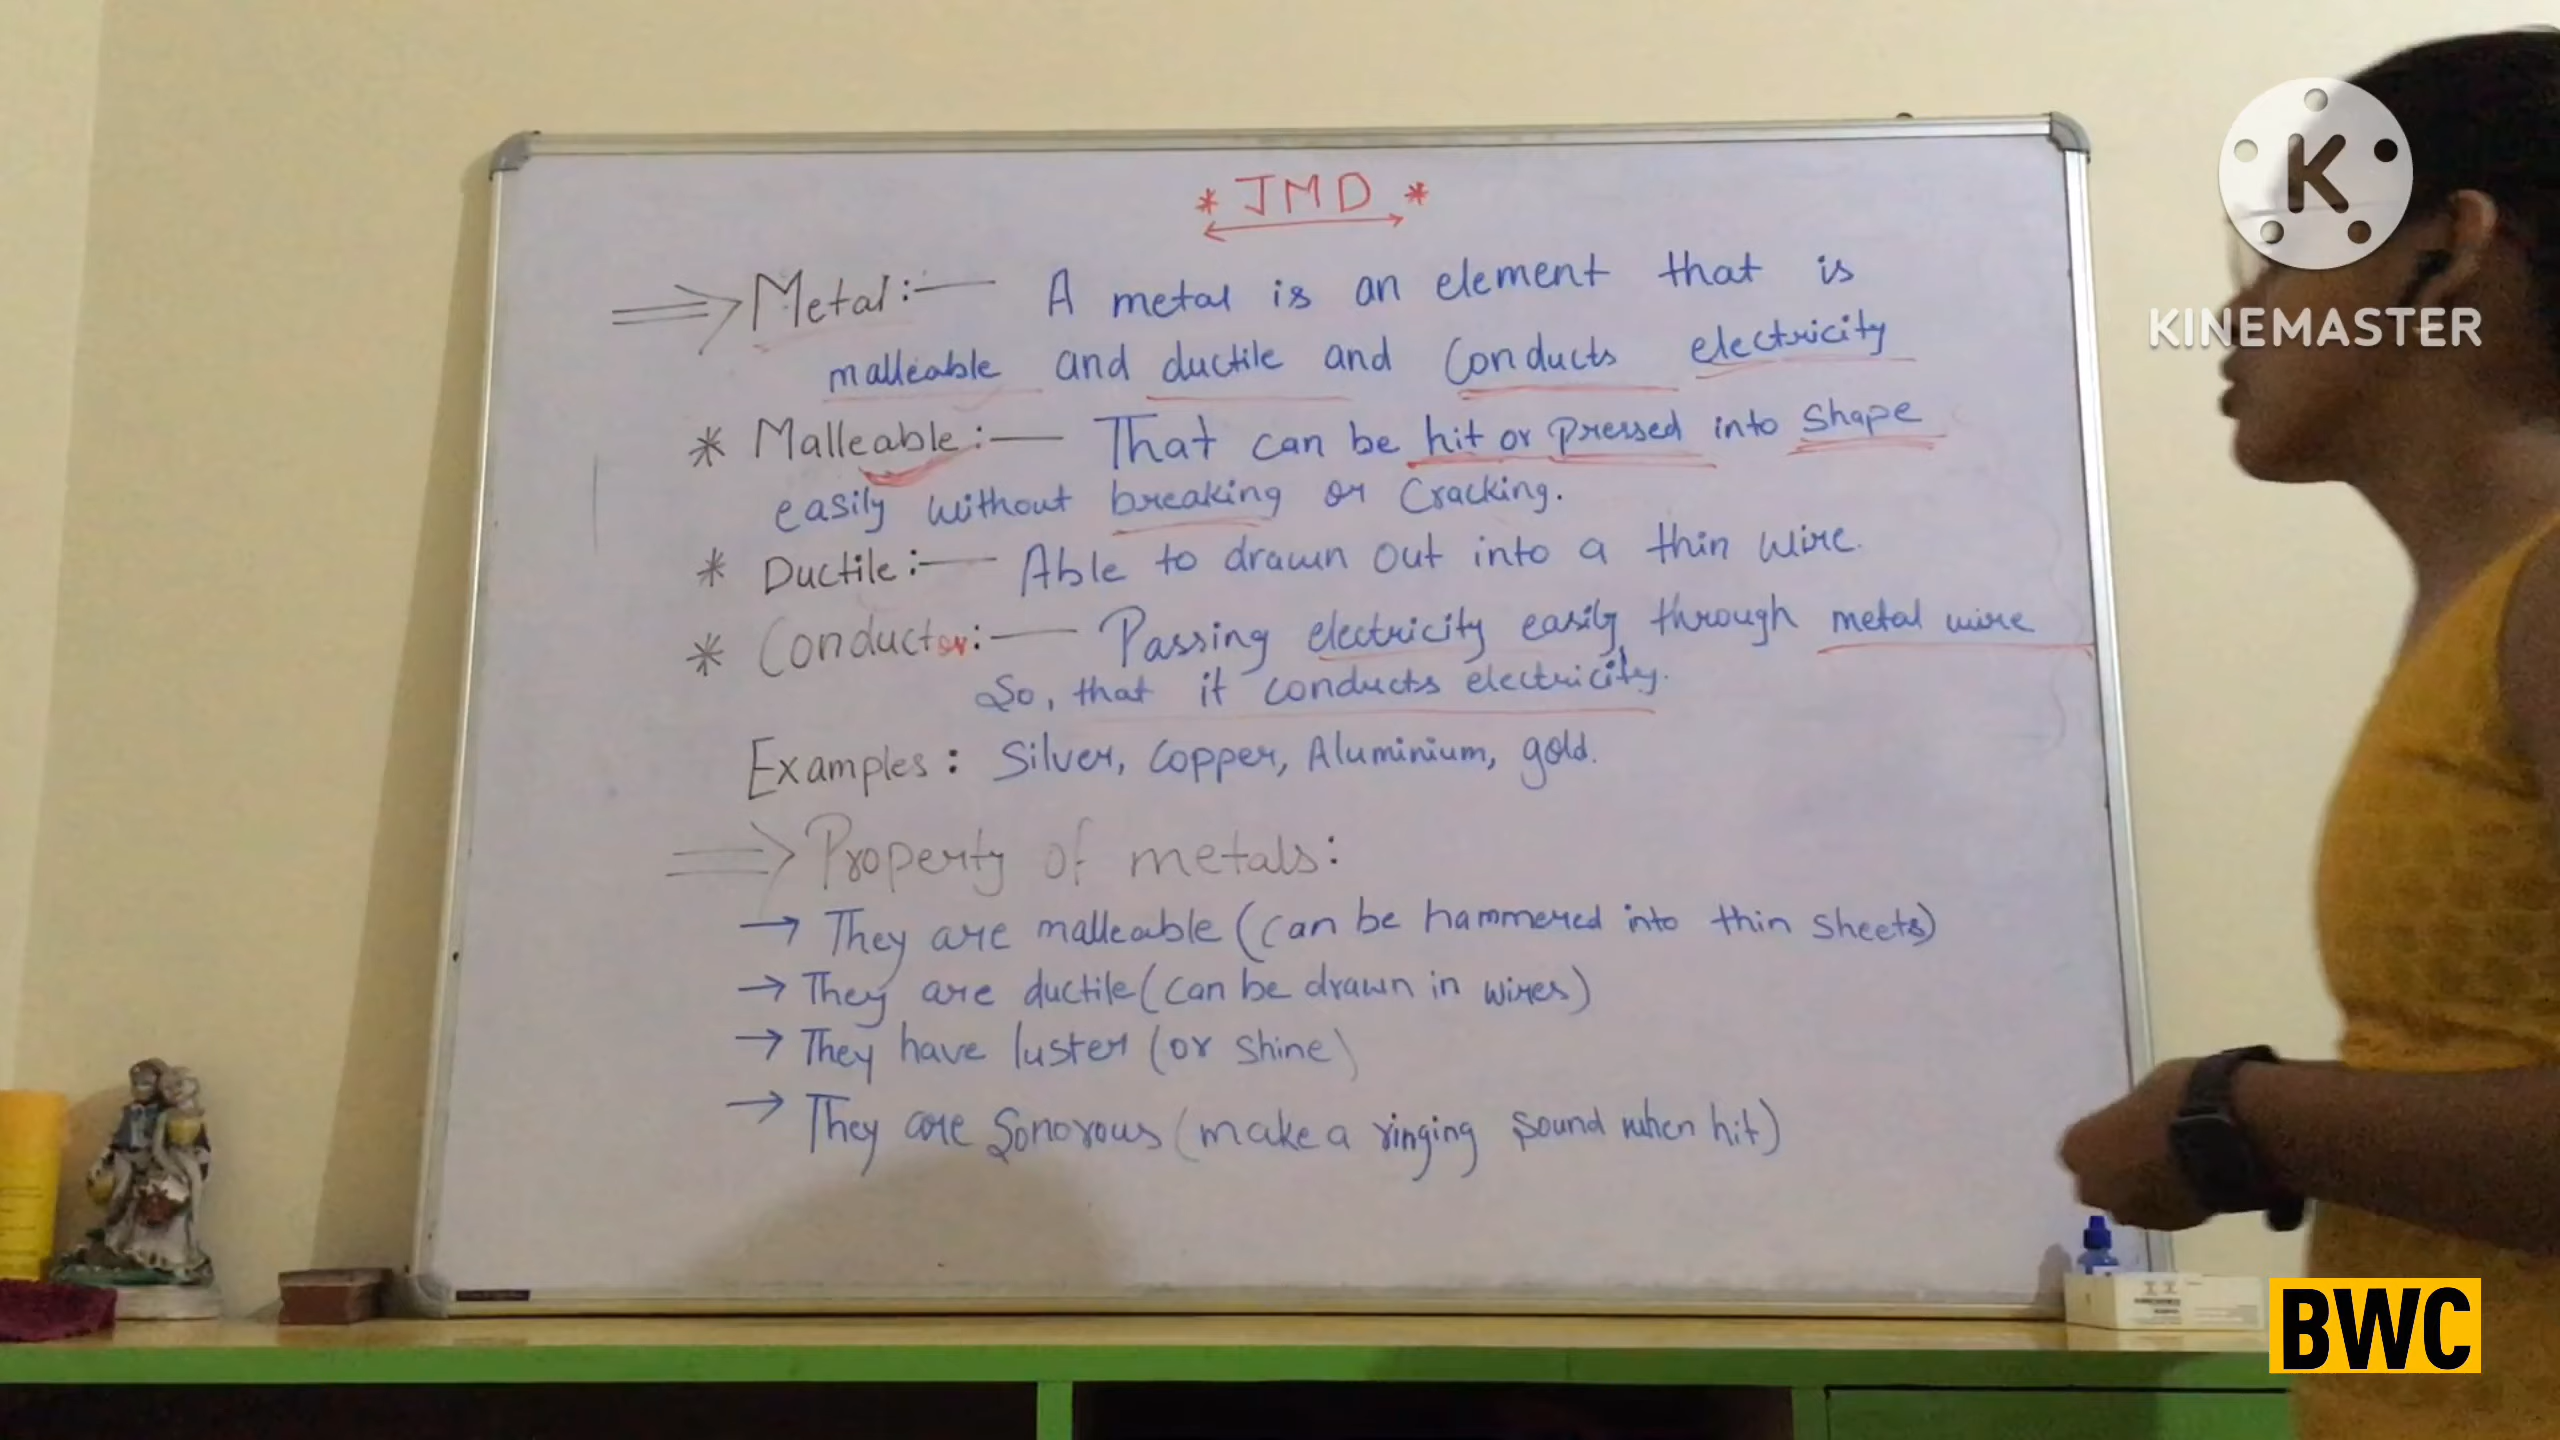 * JMD *
⇒ Metal:— A metal is an element that is
malleable and ductile and Conducts electricity
* Malleable:— That can be hit or pressed into shape
easily without breaking or Cracking.
* Ductile:— Able to drawn out into a thin wire.
* Conductor:— Passing electricity easily through metal wire
So, that it conducts electricity.
Examples: Silver, Copper, Aluminium, gold.
⇒ Property of metals:
→ They are malleable (can be hammered into thin sheets)
→ They are ductile (can be drawn in wires)
→ They have luster (or shine)
→ They are Sonorous (make a ringing sound when hit)
K
KINEMASTER
BWC